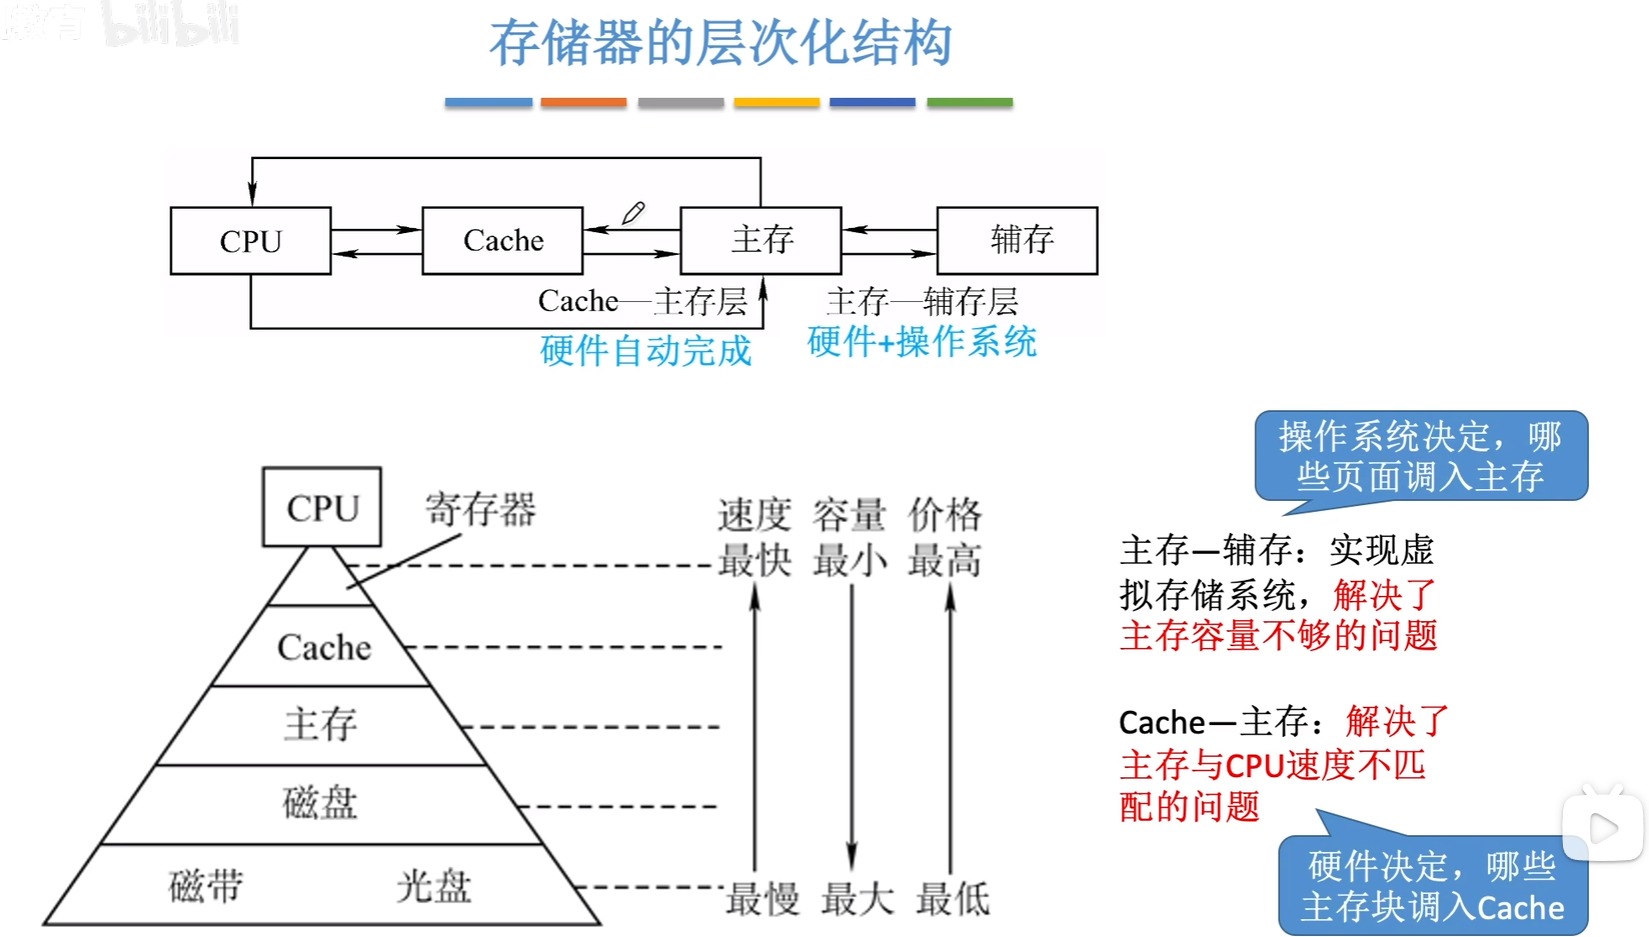 bilibili
存储器的层次化结构
CPU
Cache
主存
辅存
Cache—主存层
主存—辅存层
硬件自动完成
硬件+操作系统
CPU
寄存器
速度 容量 价格
最快 最小 最高
Cache
主存
磁盘
磁带 光盘
最慢 最大 最低
操作系统决定，哪
些页面调入主存
主存—辅存：实现虚
拟存储系统，解决了
主存容量不够的问题
Cache—主存：解决了
主存与CPU速度不匹
配的问题
硬件决定，哪些
主存块调入Cache